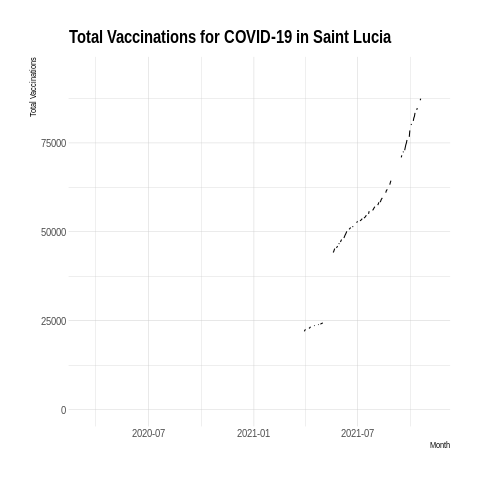 Total Vaccinations for COVID-19 in Saint Lucia
Total Vaccinations
75000
50000
25000
0
2020-07
2021-01
2021-07
Month